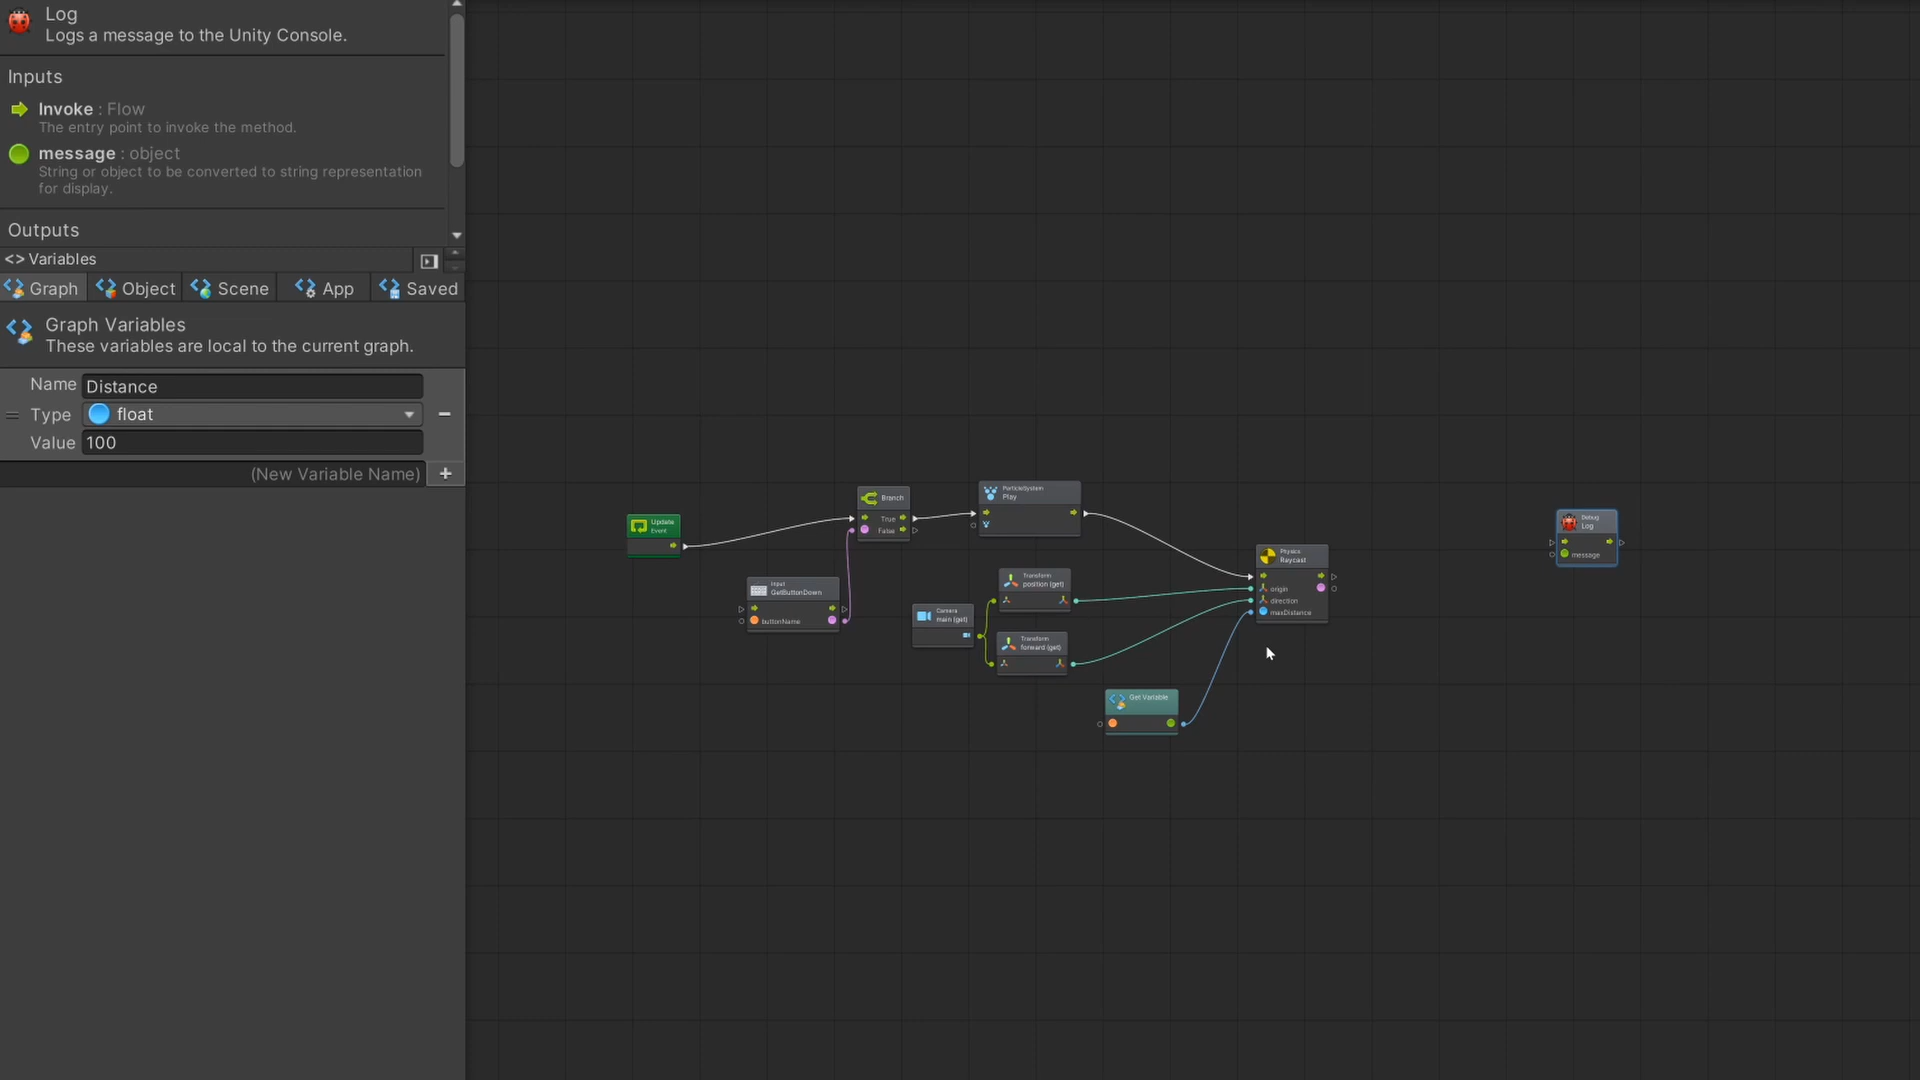 Log
Logs a message to the Unity Console.
Inputs
Invoke : Flow
The entry point to invoke the method.
message : object
String or object to be converted to string representation
for display.
Outputs
<> Variables
Graph
Object
Scene
App
Saved
Graph Variables
These variables are local to the current graph.
Name Distance
Type float
Value 100
(New Variable Name) +
Update
Event
Branch
True
False
ParticleSystem
Play
Input
GetButtonDown
buttonName
Camera
main (get)
Transform
position (get)
Transform
forward (get)
Get Variable
Physics
Raycast
origin
direction
maxDistance
Debug
Log
message